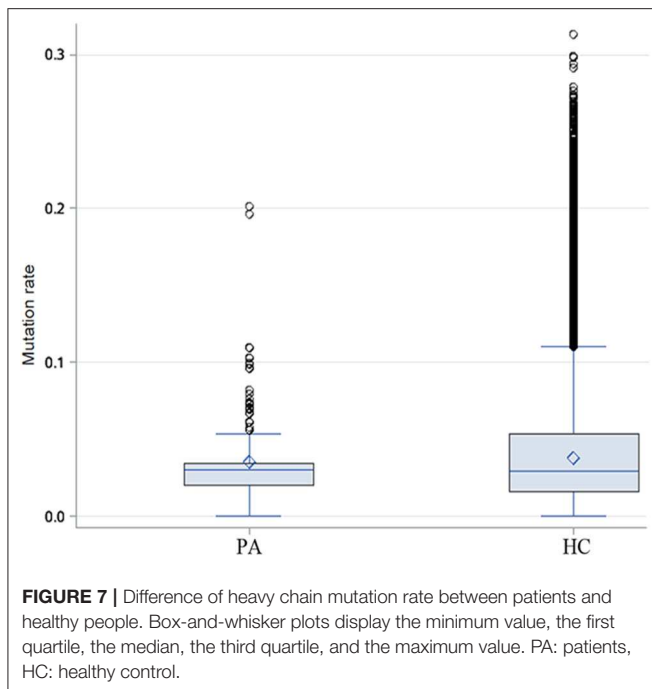 0.3
0.2
0.1
0.0
Mutation rate
PA
HC
FIGURE 7 | Difference of heavy chain mutation rate between patients and
healthy people. Box-and-whisker plots display the minimum value, the first
quartile, the median, the third quartile, and the maximum value. PA: patients,
HC: healthy control.